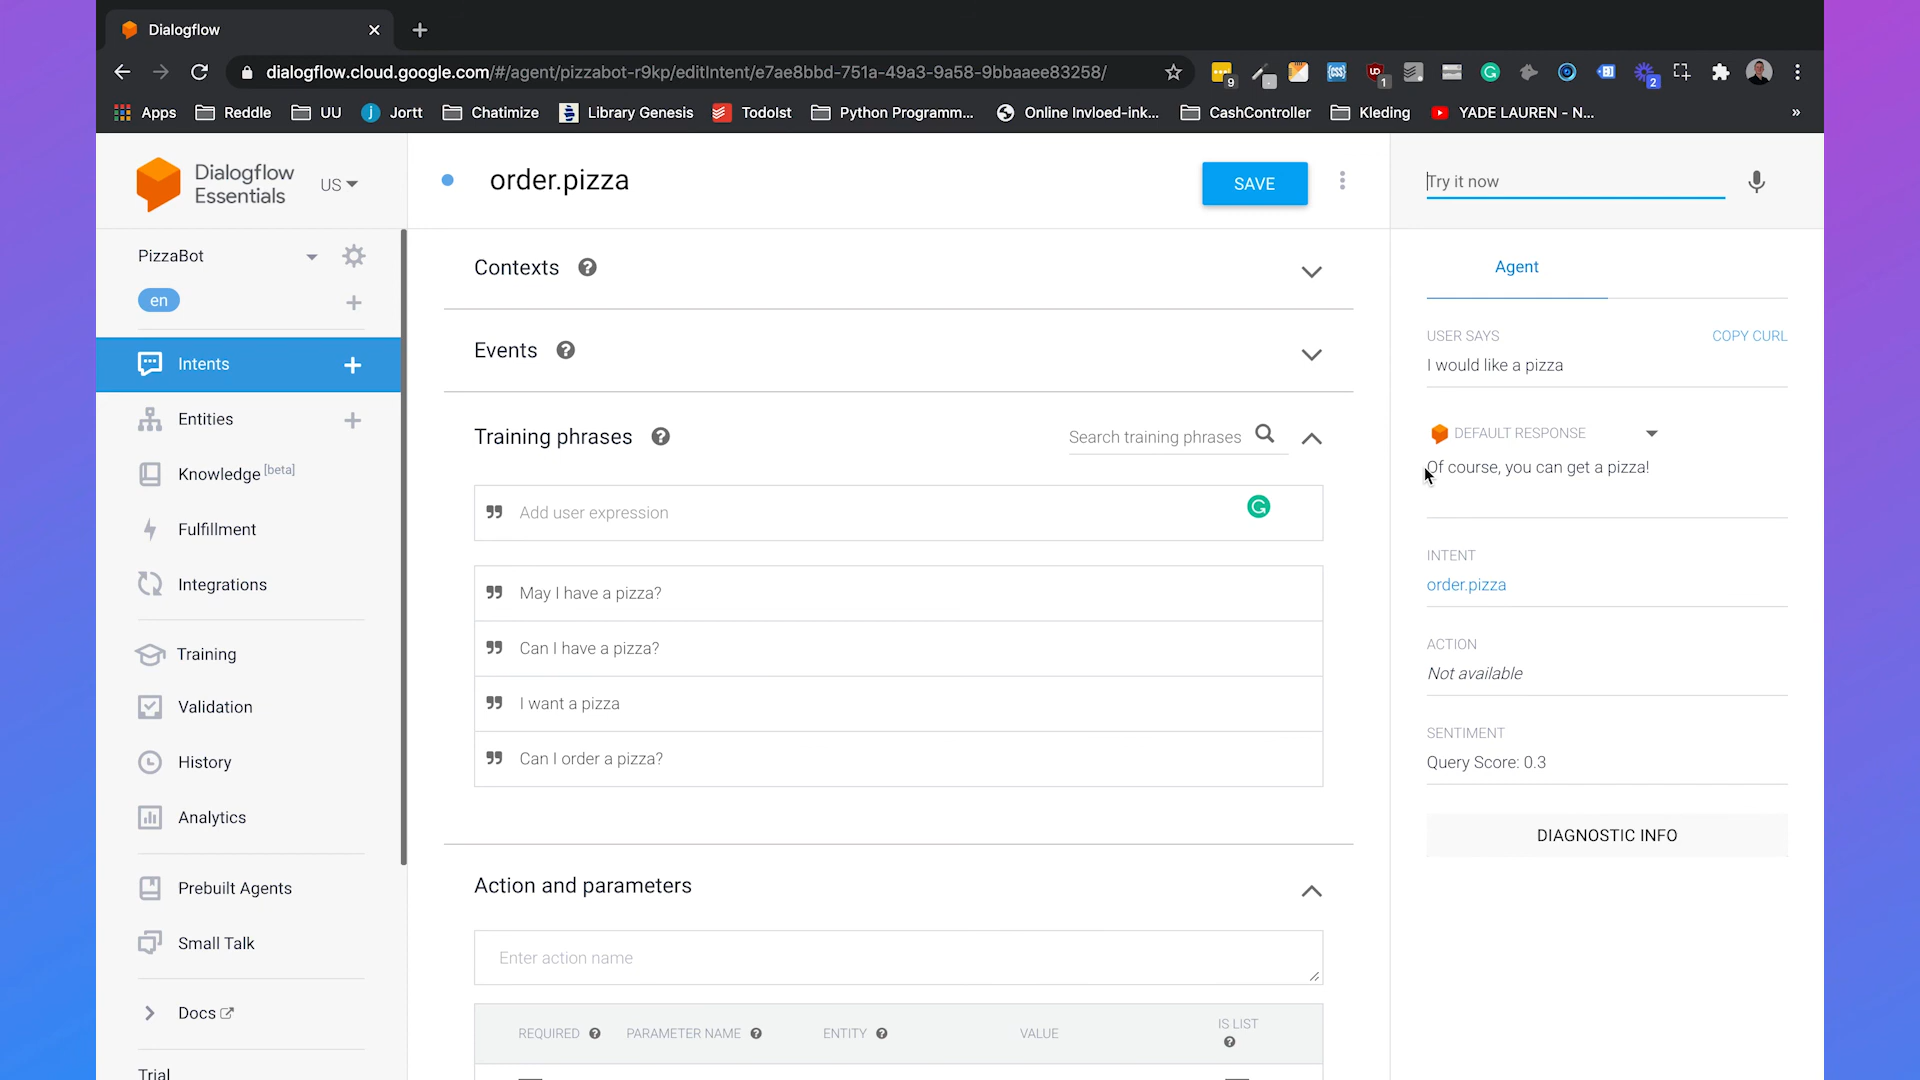 Dialogflow
dialogflow.cloud.google.com/#/agent/pizzabot-r9kp/editIntent/e7ae8bbd-751a-49a3-9a58-9bbaaee83258/
9
1
2
Apps
Reddle
UU
Jortt
Chatimize
Library Genesis
TodoIst
Python Programm...
Online Invloed-ink...
CashController
Kleding
YADE LAUREN - N...
»
Dialogflow
Essentials
US
order.pizza
SAVE
Try it now
PizzaBot
en
Intents
Entities
Knowledge [beta]
Fulfillment
Integrations
Training
Validation
History
Analytics
Prebuilt Agents
Small Talk
Docs
Trial
Contexts
Events
Training phrases
Search training phrases
Add user expression
May I have a pizza?
Can I have a pizza?
I want a pizza
Can I order a pizza?
Action and parameters
Enter action name
REQUIRED
PARAMETER NAME
ENTITY
VALUE
IS LIST
Agent
USER SAYS
COPY CURL
I would like a pizza
DEFAULT RESPONSE
Of course, you can get a pizza!
INTENT
order.pizza
ACTION
Not available
SENTIMENT
Query Score: 0.3
DIAGNOSTIC INFO